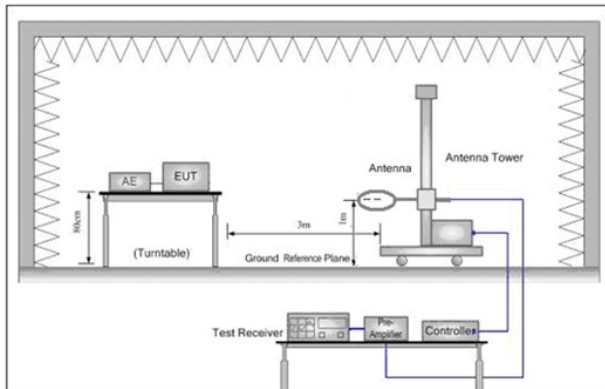 Antenna Tower
Antenna
EUT
AE
80cm
(Turntable)
3m
1m
Ground Reference Plane
Test Receiver
Pre-
Amplifier
Controller